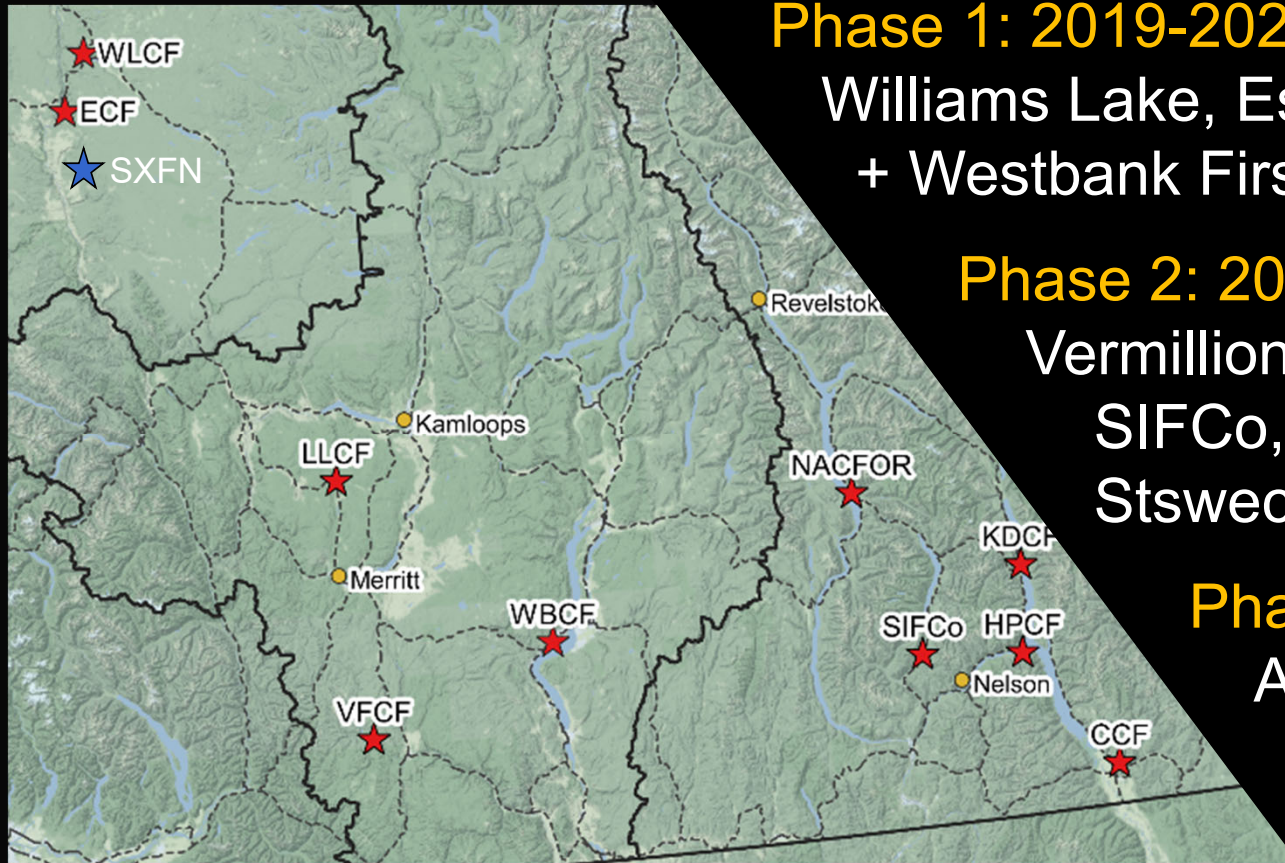 WLCF
ECF
SXFN
Revelstok
Kamloops
LLCF
NACFOR
Merritt
KDCF
WBCF
SIFCo
HPCF
Nelson
VFCF
CCF
Phase 1: 2019-202
Williams Lake, Es
+ Westbank Firs
Phase 2: 20
Vermillion
SIFCo,
Stswec
Pha
A